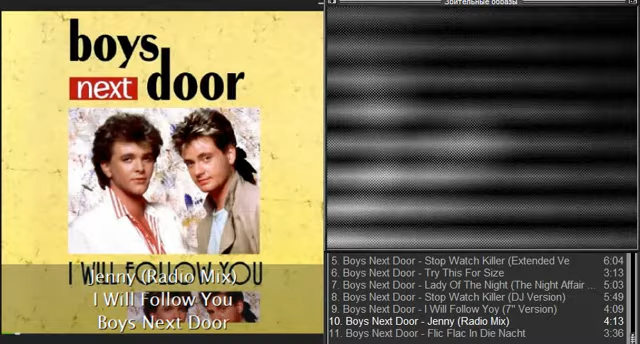 boys
next door
I WILL FOLLOW YOU
Jenny (Radio Mix)
I Will Follow You
Boys Next Door
Зрительные образы
5. Boys Next Door - Stop Watch Killer (Extended Ve 6:04
6. Boys Next Door - Try This For Size 3:13
7. Boys Next Door - Lady Of The Night (The Night Affair ... 5:03
8. Boys Next Door - Stop Watch Killer (DJ Version) 5:49
9. Boys Next Door - I Will Follow Yoy (7" Version) 4:09
10. Boys Next Door - Jenny (Radio Mix) 4:13
11. Boys Next Door - Flic Flac In Die Nacht 3:36